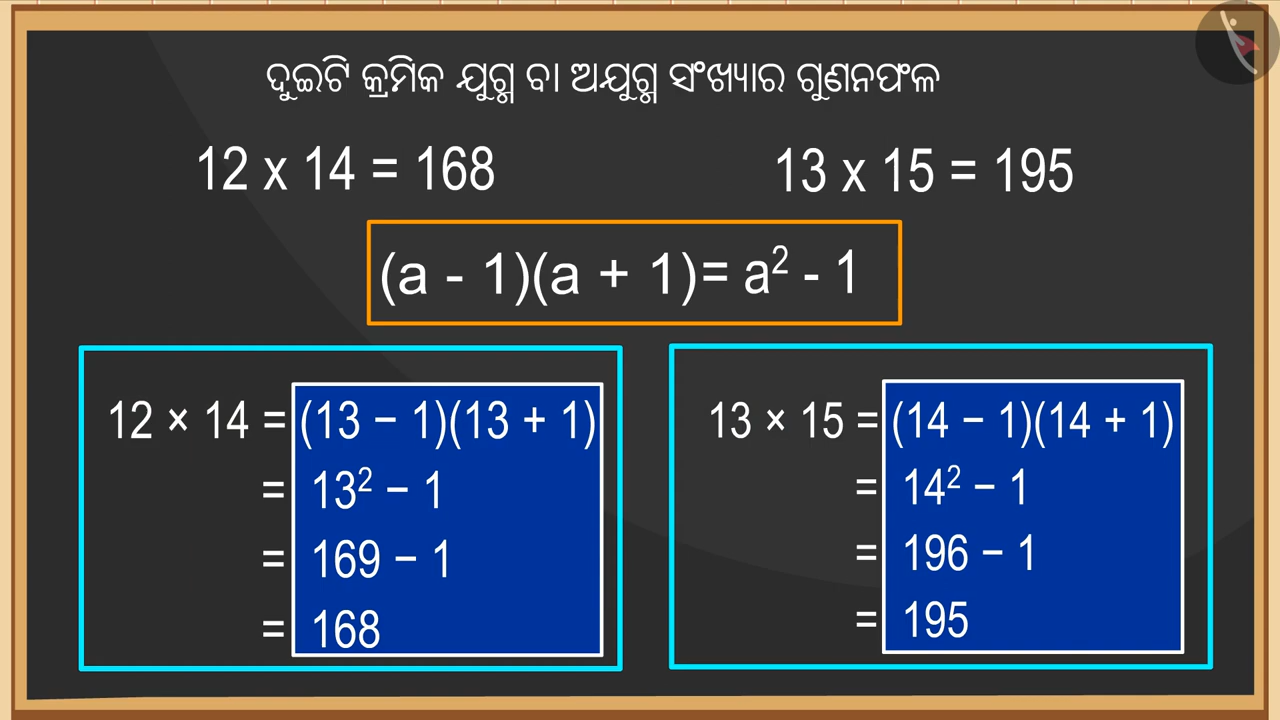 ଦୁଇଟି କ୍ରମିକ ଯୁଗ୍ମ ବା ଅଯୁଗ୍ମ ସଂଖ୍ୟାର ଗୁଣନଫଳ
12 x 14 = 168
13 x 15 = 195
(a - 1)(a + 1) = a² - 1
12 × 14 = (13 − 1)(13 + 1)
= 13² − 1
= 169 − 1
= 168
13 × 15 = (14 − 1)(14 + 1)
= 14² − 1
= 196 − 1
= 195